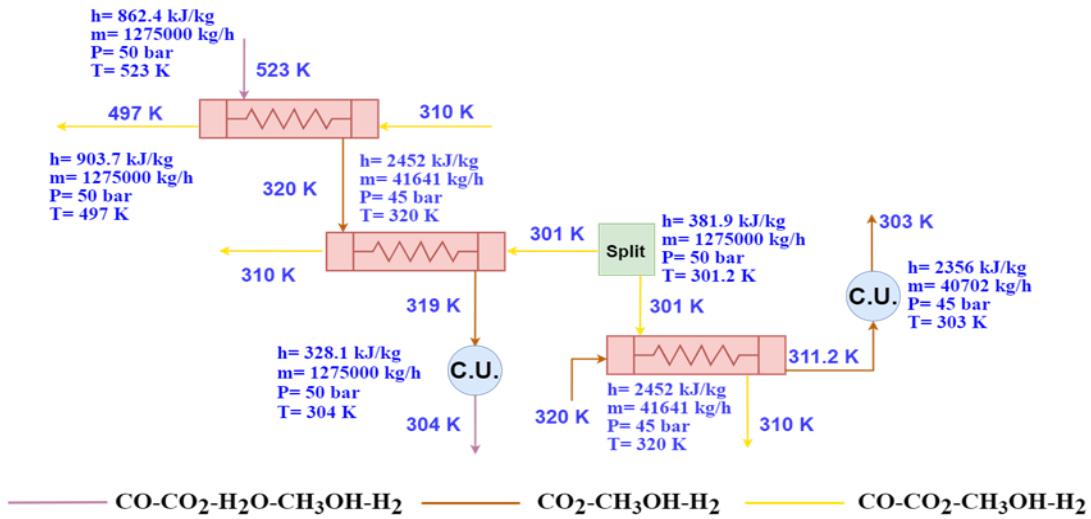 h= 862.4 kJ/kg
m= 1275000 kg/h
P= 50 bar
T= 523 K
523 K
497 K
310 K
h= 903.7 kJ/kg
m= 1275000 kg/h
P= 50 bar
T= 497 K
320 K
h= 2452 kJ/kg
m= 41641 kg/h
P= 45 bar
T= 320 K
310 K
301 K
Split
h= 381.9 kJ/kg
m= 1275000 kg/h
P= 50 bar
T= 301.2 K
303 K
C.U.
h= 2356 kJ/kg
m= 40702 kg/h
P= 45 bar
T= 303 K
319 K
301 K
h= 328.1 kJ/kg
m= 1275000 kg/h
P= 50 bar
T= 304 K
C.U.
304 K
311.2 K
320 K
h= 2452 kJ/kg
m= 41641 kg/h
P= 45 bar
T= 320 K
310 K
CO-CO₂-H₂O-CH₃OH-H₂
CO₂-CH₃OH-H₂
CO-CO₂-CH₃OH-H₂